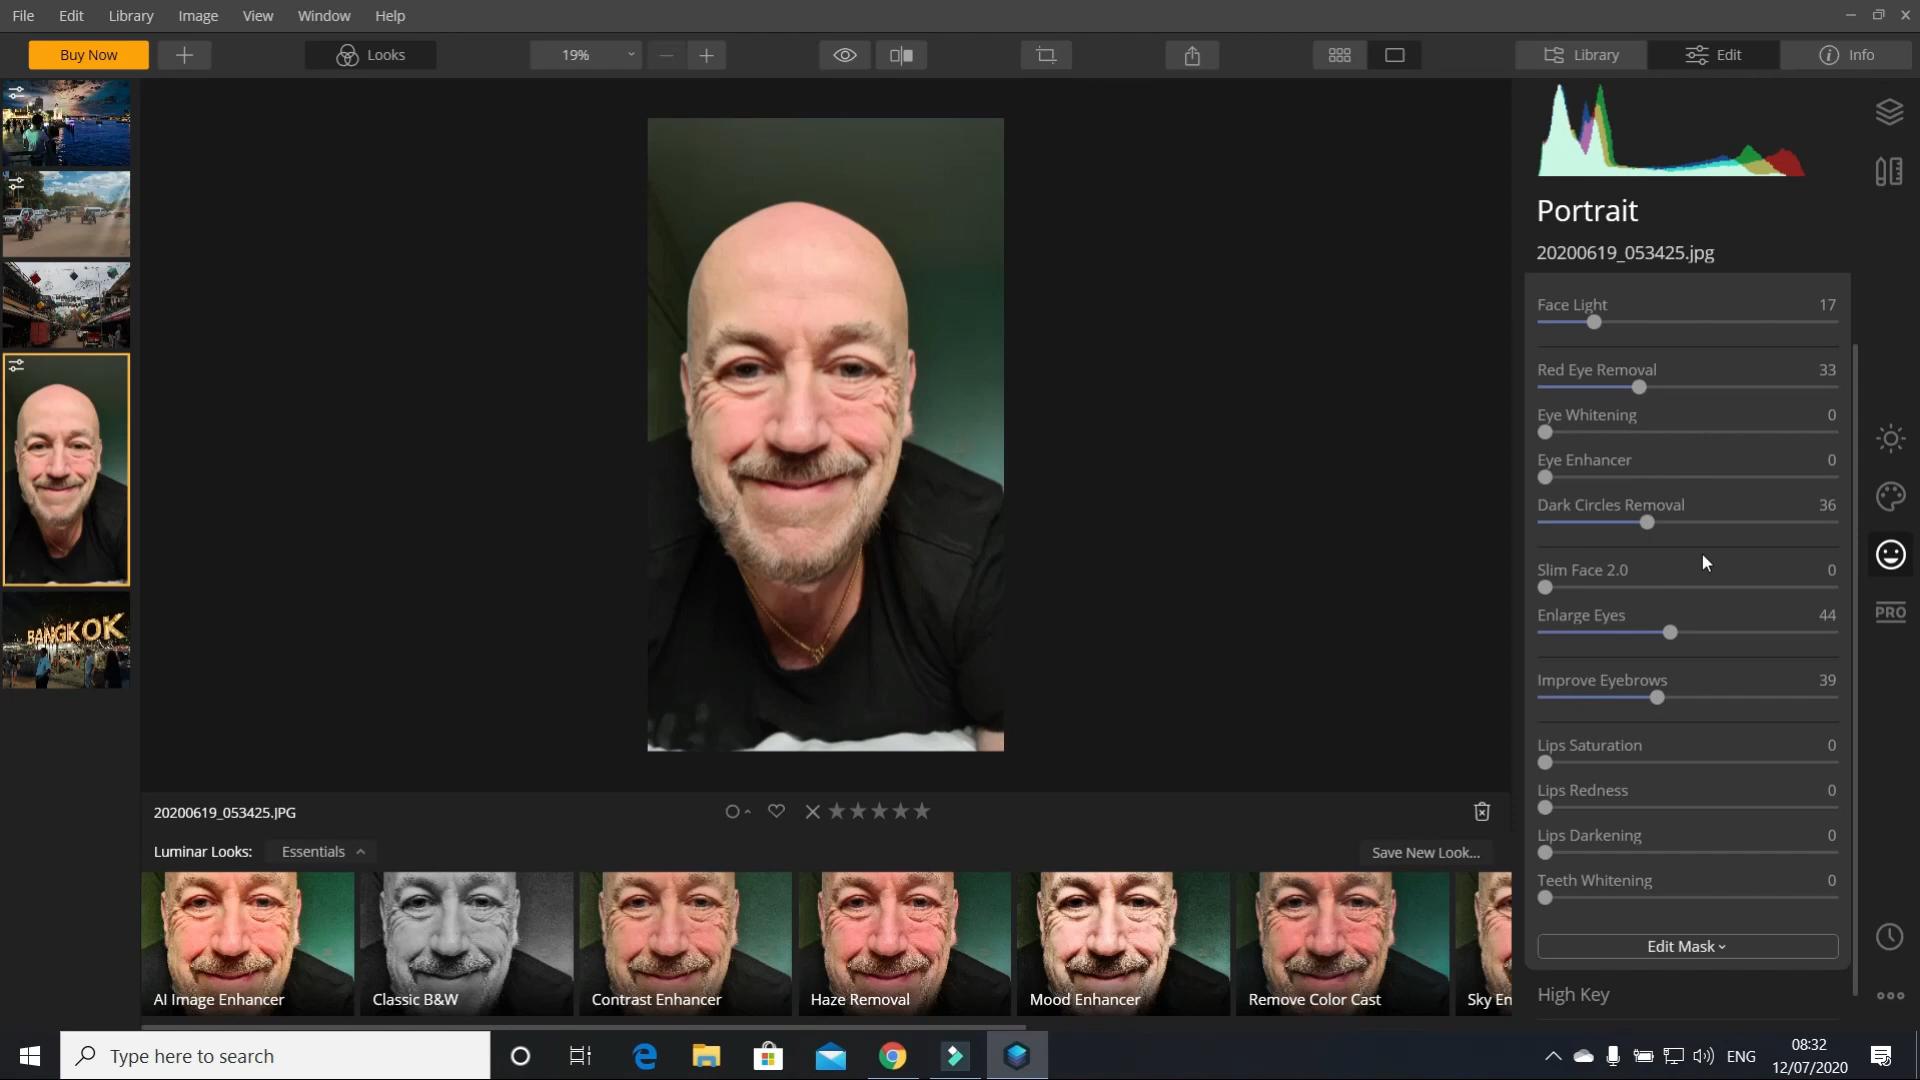 File Edit Library Image View Window Help
Buy Now Looks 19% Library Edit Info
Portrait
20200619_053425.jpg
Face Light 17
Red Eye Removal 33
Eye Whitening 0
Eye Enhancer 0
Dark Circles Removal 36
Slim Face 2.0 0
Enlarge Eyes 44
Improve Eyebrows 39
Lips Saturation 0
Lips Redness 0
Lips Darkening 0
Teeth Whitening 0
Edit Mask
High Key
PRO
BANGKOK
20200619_053425.JPG
Luminar Looks: Essentials Save New Look...
AI Image Enhancer Classic B&W Contrast Enhancer Haze Removal Mood Enhancer Remove Color Cast Sky En
Type here to search ENG 08:32
12/07/2020